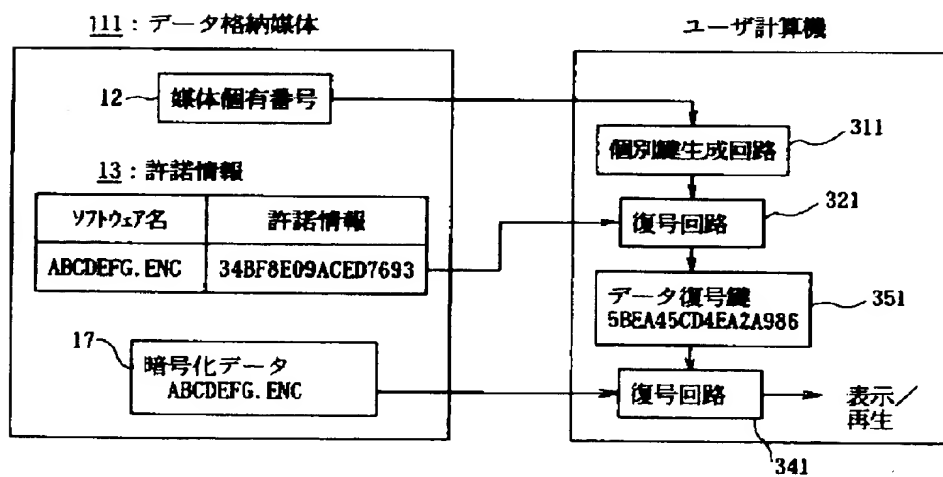 111：データ格納媒体
ユーザ計算機
12
媒体個有番号
311
個別鍵生成回路
13：許諾情報
321
ソフトウェア名
許諾情報
復号回路
ABCDEFG.ENC
34BF8E09ACED7693
351
データ復号鍵
5BEA45CD4EA2A986
17
暗号化データ
ABCDEFG.ENC
復号回路
表示／
再生
341